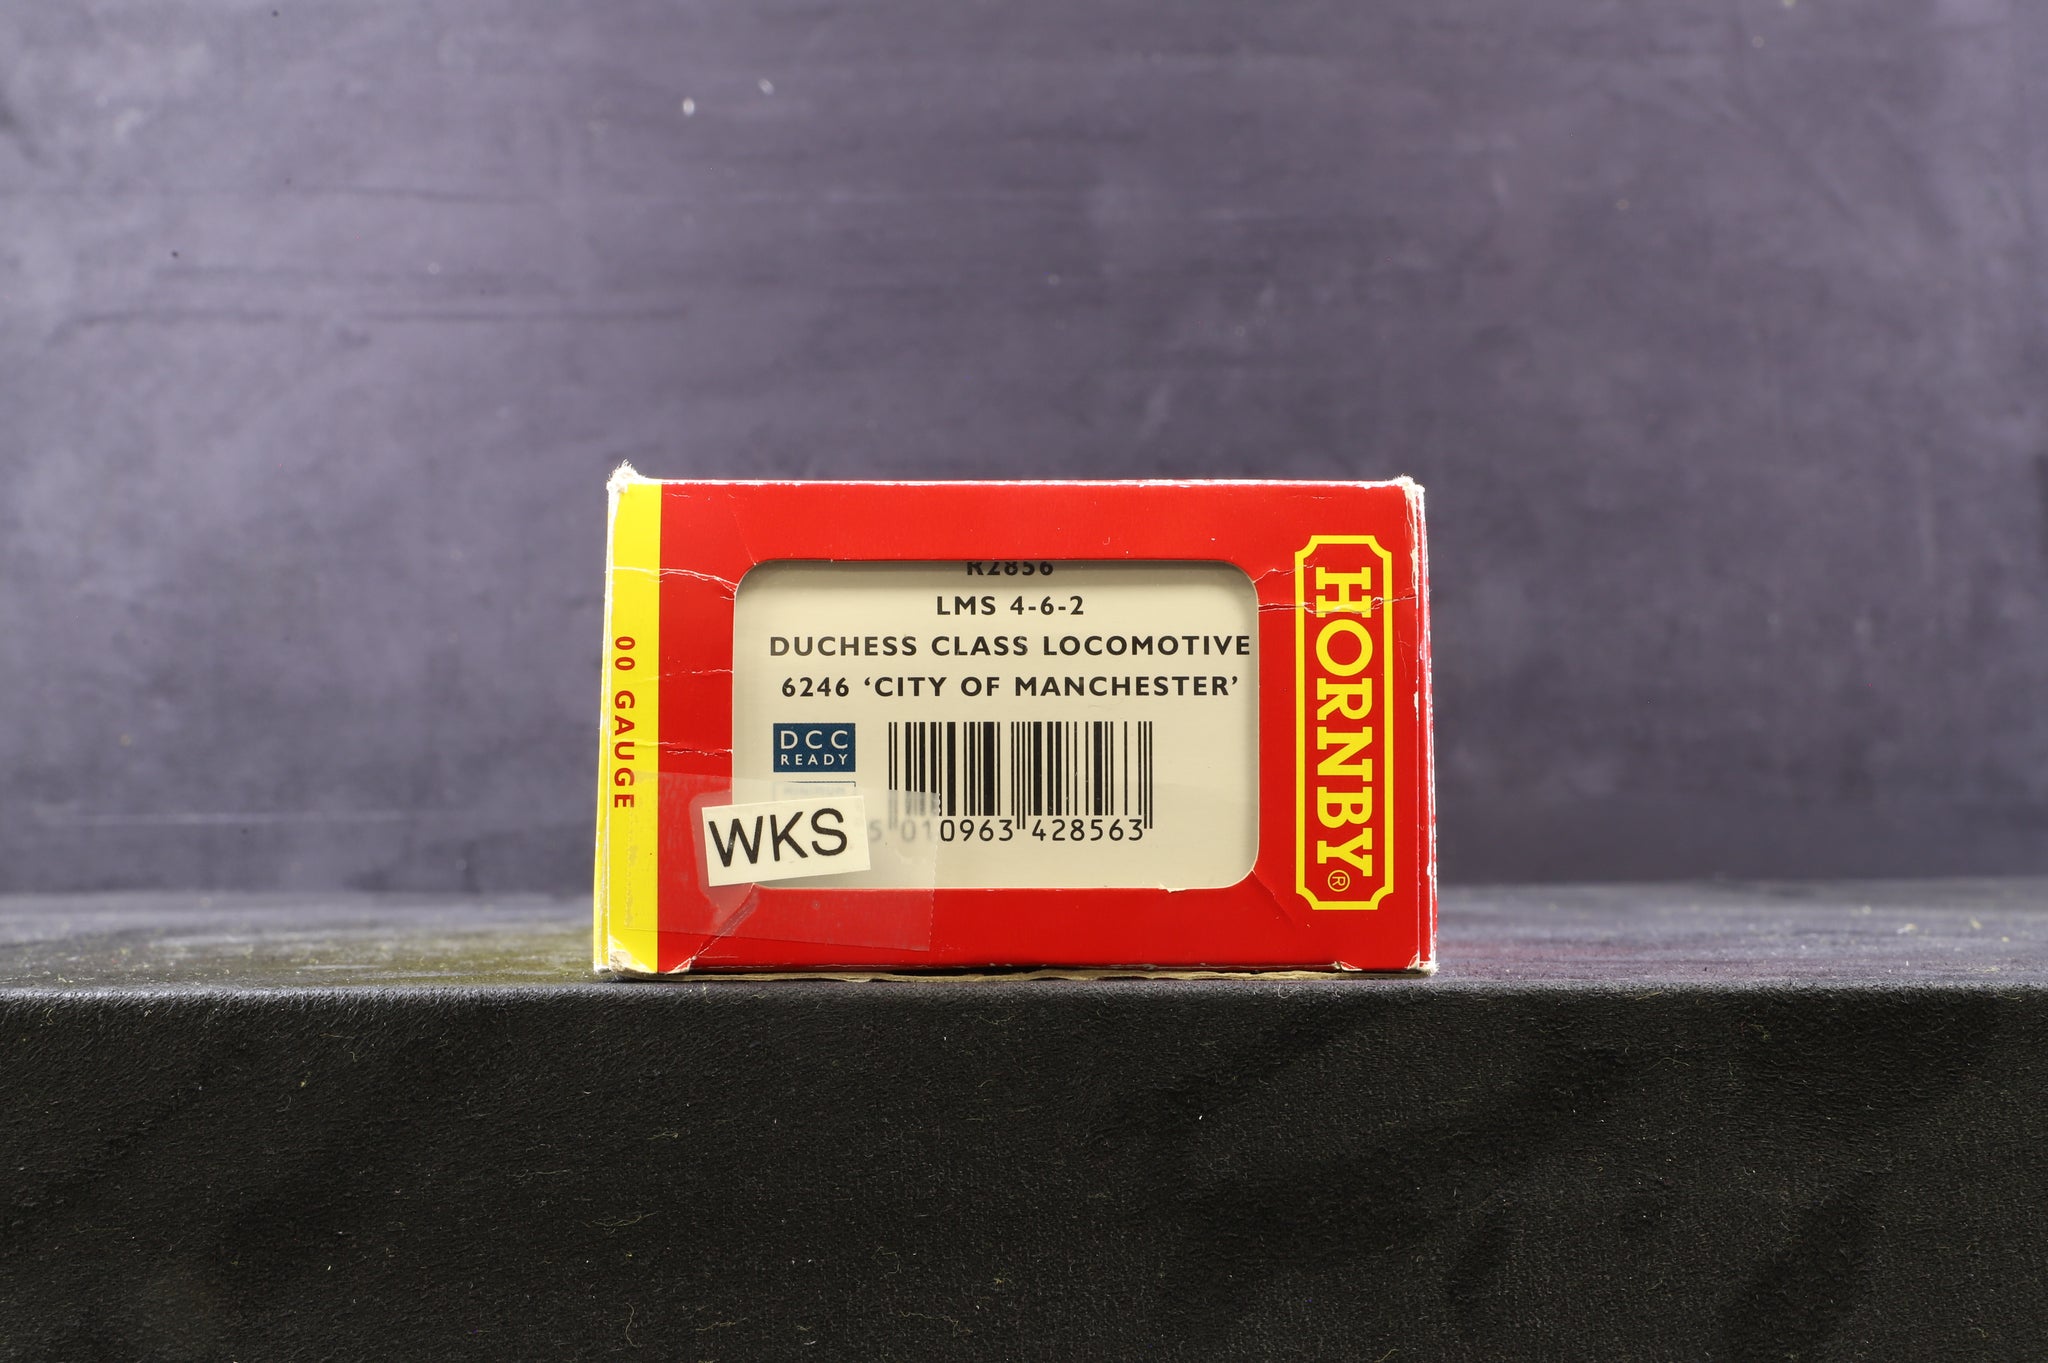 R2856
LMS 4-6-2
DUCHESS CLASS LOCOMOTIVE
6246 ‘CITY OF MANCHESTER’
DCC
READY
5 010963 428563
WKS
00 GAUGE
HORNBY®